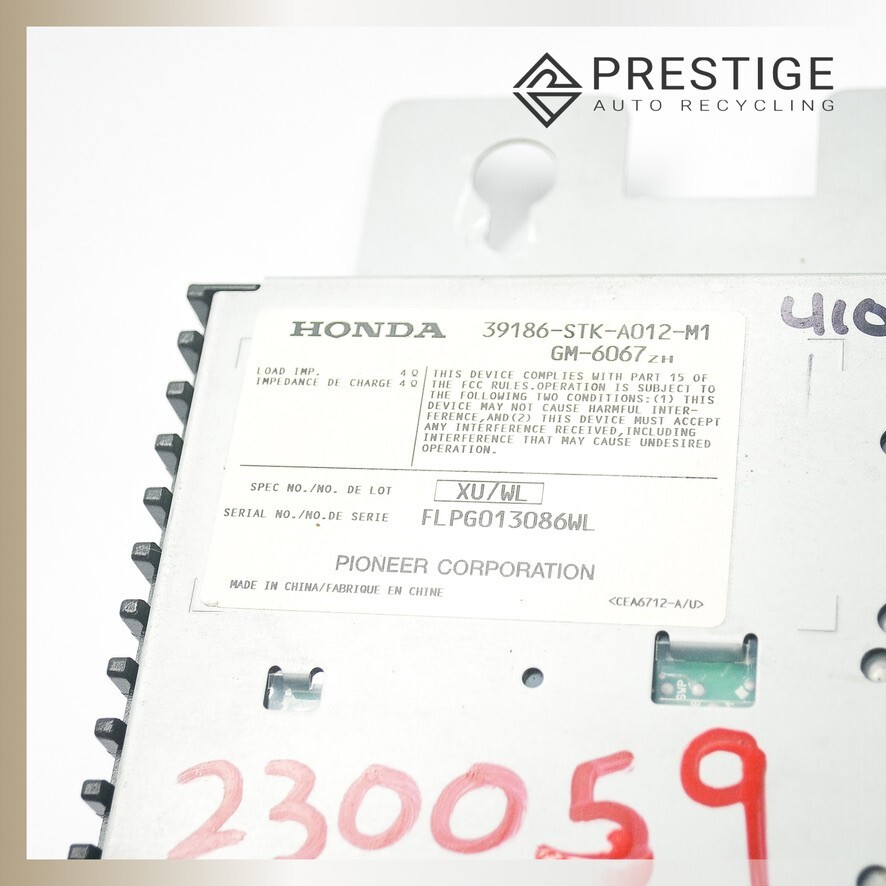 PRESTIGE
AUTO RECYCLING
410
HONDA 39186-STK-A012-M1
GM-6067ZH
LOAD IMP. 4Ω
IMPEDANCE DE CHARGE 4Ω
THIS DEVICE COMPLIES WITH PART 15 OF
THE FCC RULES.OPERATION IS SUBJECT TO
THE FOLLOWING TWO CONDITIONS:(1) THIS
DEVICE MAY NOT CAUSE HARMFUL INTER-
FERENCE,AND(2) THIS DEVICE MUST ACCEPT
ANY INTERFERENCE RECEIVED,INCLUDING
INTERFERENCE THAT MAY CAUSE UNDESIRED
OPERATION.
SPEC NO./NO. DE LOT XU/WL
SERIAL NO./NO.DE SERIE FLPG013086WL
PIONEER CORPORATION
MADE IN CHINA/FABRIQUE EN CHINE
<CEA6712-A/U>
SWP
230059